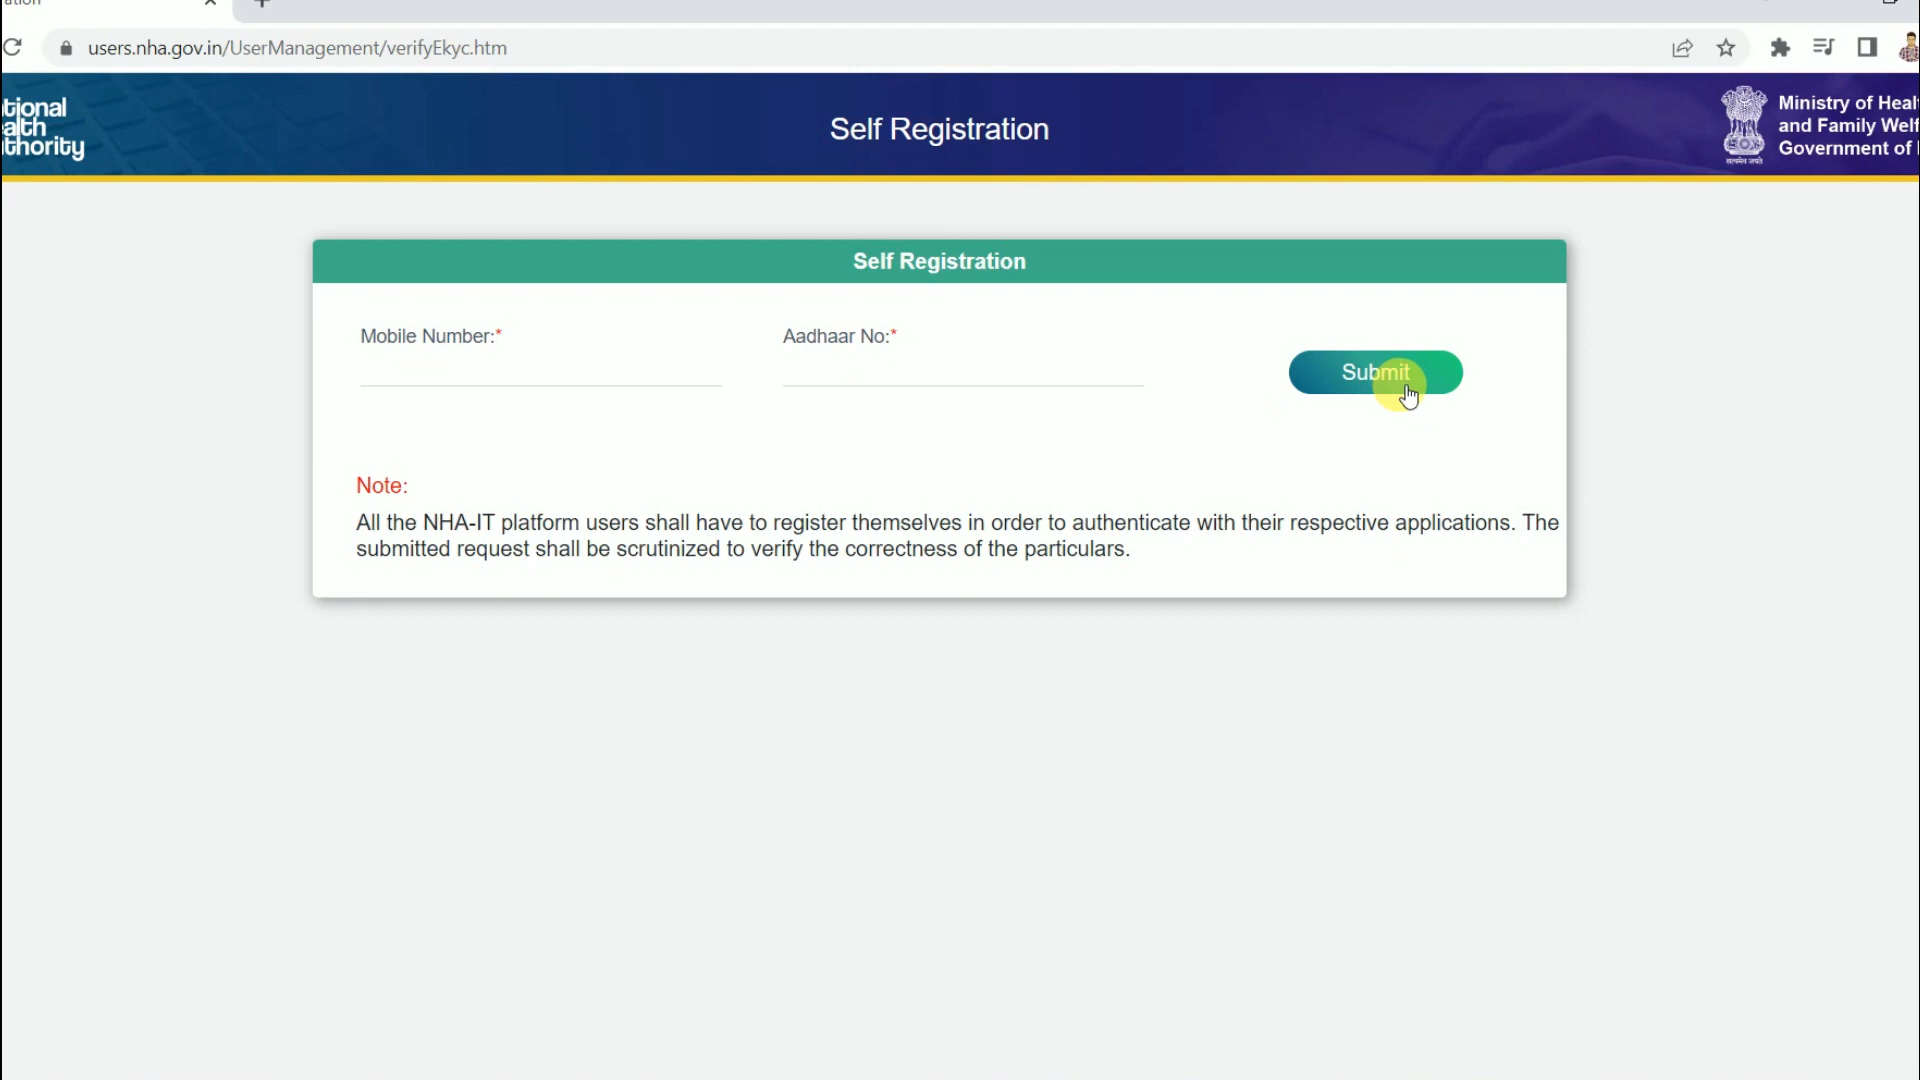 users.nha.gov.in/UserManagement/verifyEkyc.htm
tional
alth
thority
Self Registration
Ministry of Heal
and Family Welf
Government of I
सत्यमेव जयते
Self Registration
Mobile Number:*
Aadhaar No:*
Submit
Note:
All the NHA-IT platform users shall have to register themselves in order to authenticate with their respective applications. The
submitted request shall be scrutinized to verify the correctness of the particulars.